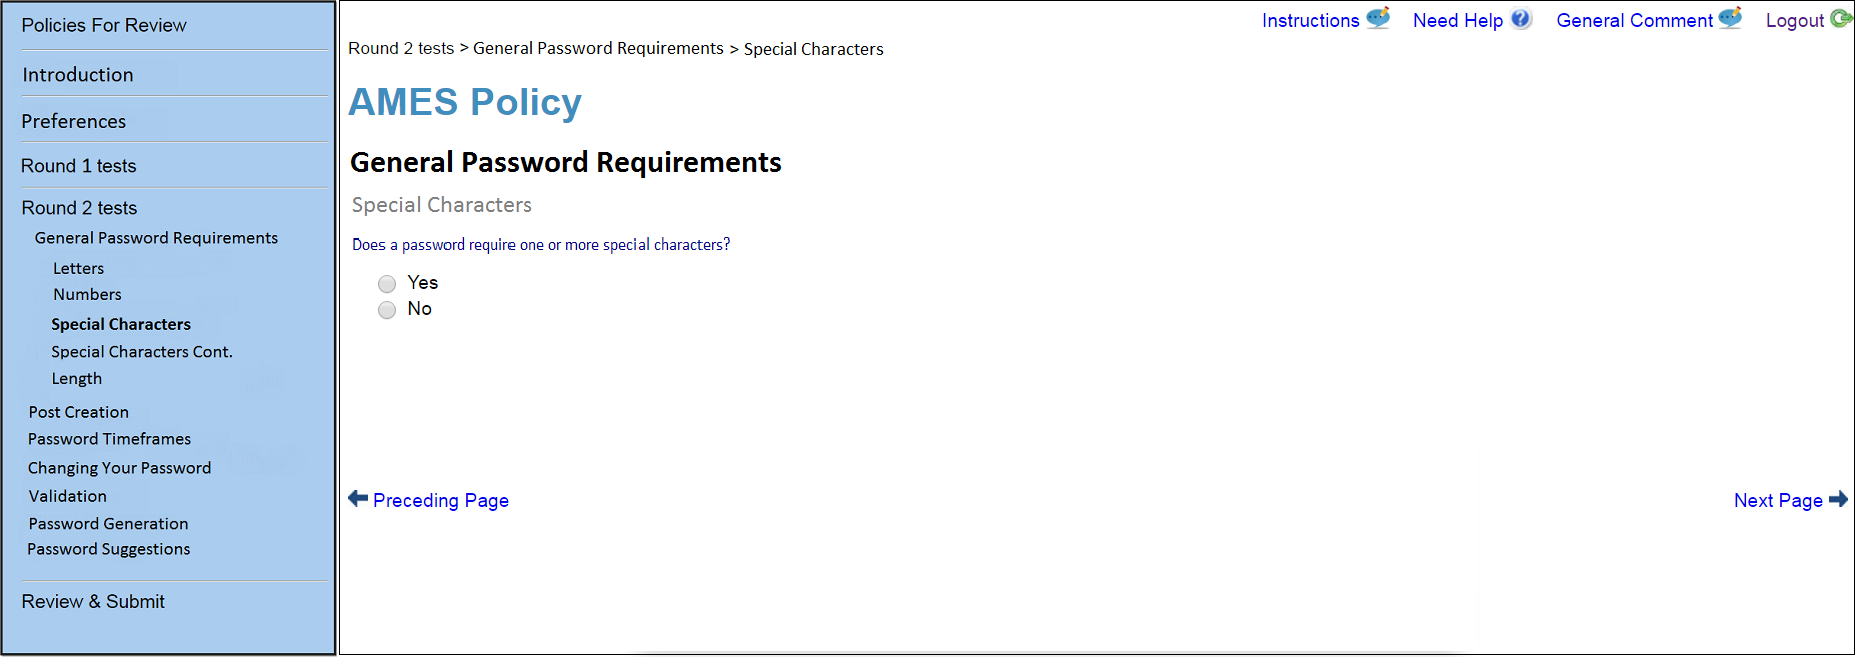 Policies For Review
Introduction
Preferences
Round 1 tests
Round 2 tests
General Password Requirements
Letters
Numbers
Special Characters
Special Characters Cont.
Length
Post Creation
Password Timeframes
Changing Your Password
Validation
Password Generation
Password Suggestions
Review & Submit
Instructions Need Help General Comment Logout
Round 2 tests > General Password Requirements > Special Characters
AMES Policy
General Password Requirements
Special Characters
Does a password require one or more special characters?
Yes
No
Preceding Page Next Page